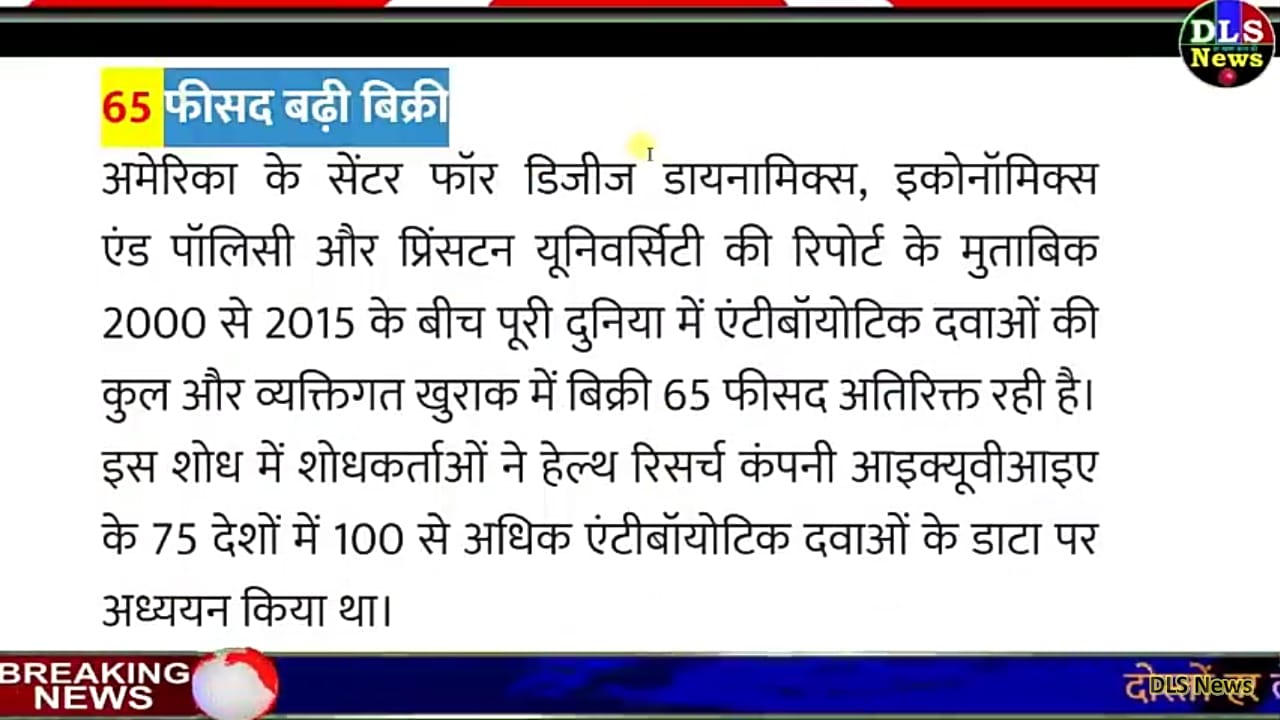 DLS
News
65 फीसद बढ़ी बिक्री
अमेरिका के सेंटर फॉर डिजीज डायनामिक्स, इकोनॉमिक्स
एंड पॉलिसी और प्रिंसटन यूनिवर्सिटी की रिपोर्ट के मुताबिक
2000 से 2015 के बीच पूरी दुनिया में एंटीबॉयोटिक दवाओं की
कुल और व्यक्तिगत खुराक में बिक्री 65 फीसद अतिरिक्त रही है।
इस शोध में शोधकर्ताओं ने हेल्थ रिसर्च कंपनी आइक्यूवीआइए
के 75 देशों में 100 से अधिक एंटीबॉयोटिक दवाओं के डाटा पर
अध्ययन किया था।
BREAKING
NEWS
DLS News